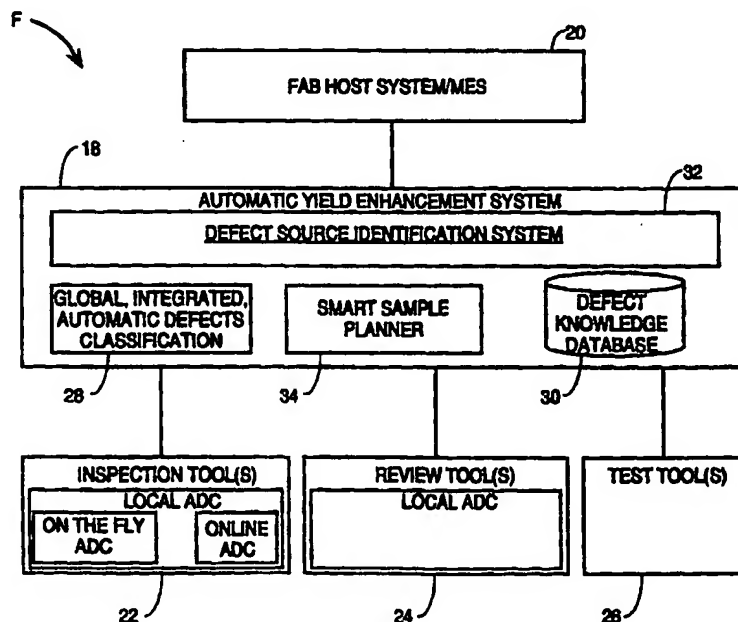 F
20
FAB HOST SYSTEM/MES
18
32
AUTOMATIC YIELD ENHANCEMENT SYSTEM
DEFECT SOURCE IDENTIFICATION SYSTEM
GLOBAL, INTEGRATED,
AUTOMATIC DEFECTS
CLASSIFICATION
SMART SAMPLE
PLANNER
DEFECT
KNOWLEDGE
DATABASE
28
34
30
INSPECTION TOOL(S)
LOCAL ADC
ON THE FLY
ADC
ONLINE
ADC
REVIEW TOOL(S)
LOCAL ADC
TEST TOOL(S)
22
24
26